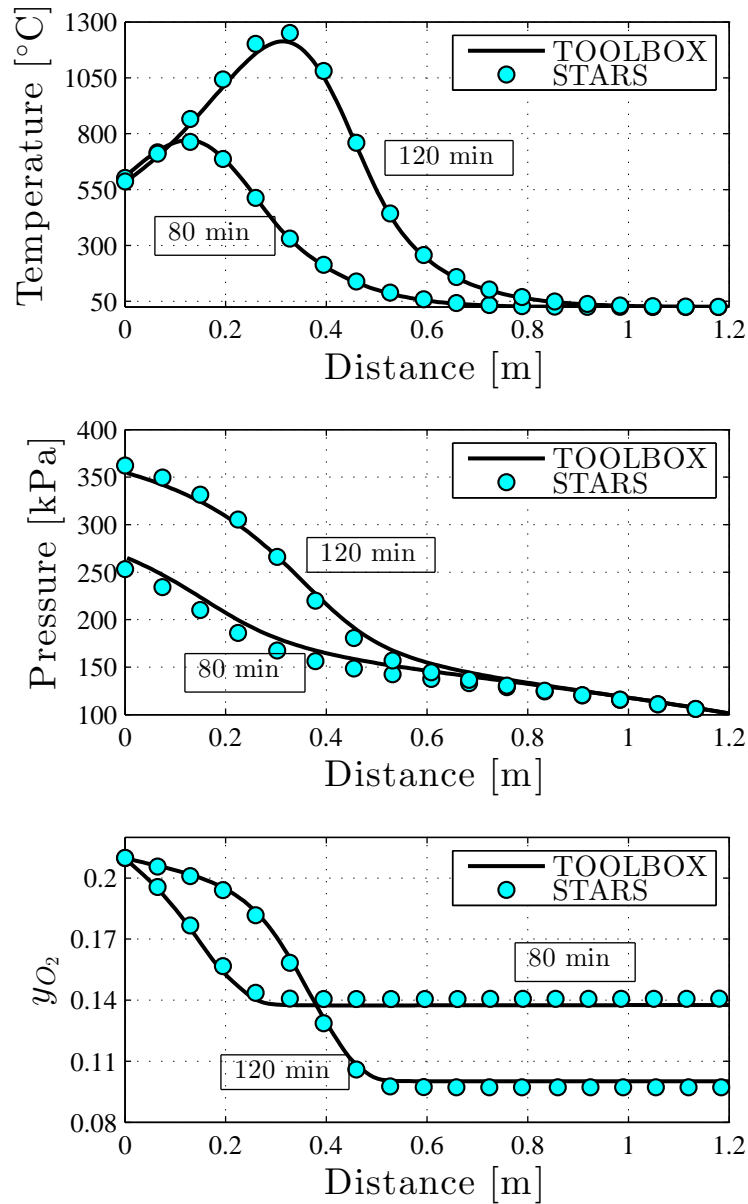 1300
1050
800
550
300
50
Temperature [°C]
TOOLBOX
STARS
120 min
80 min
0 0.2 0.4 0.6 0.8 1 1.2
Distance [m]
400
350
300
250
200
150
100
Pressure [kPa]
TOOLBOX
STARS
120 min
80 min
0 0.2 0.4 0.6 0.8 1 1.2
Distance [m]
0.2
0.17
0.14
0.11
0.08
yO2
TOOLBOX
STARS
80 min
120 min
0 0.2 0.4 0.6 0.8 1 1.2
Distance [m]